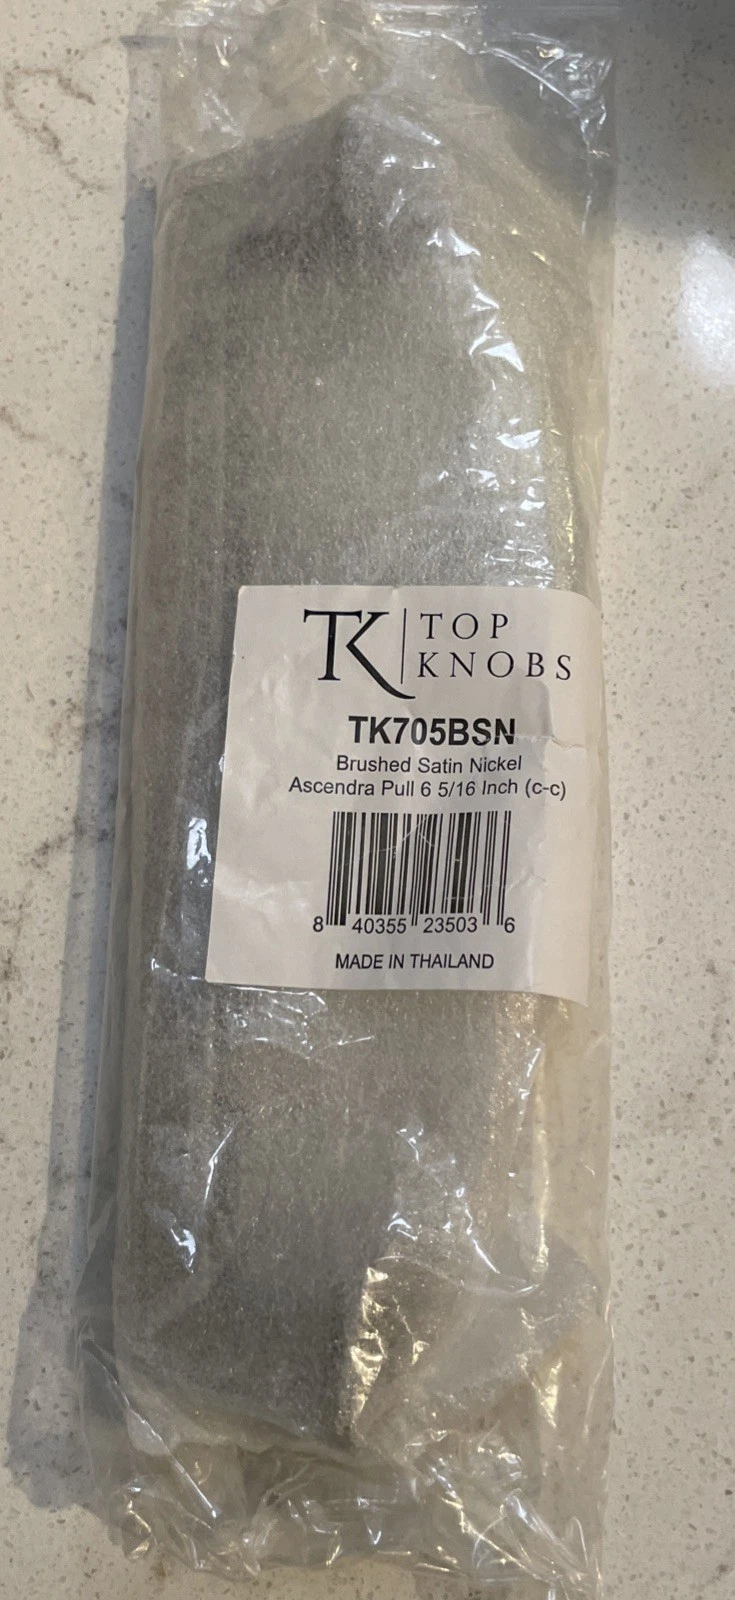 TK TOP
KNOBS
TK705BSN
Brushed Satin Nickel
Ascendra Pull 6 5/16 Inch (c-c)
8 40355 23503 6
MADE IN THAILAND